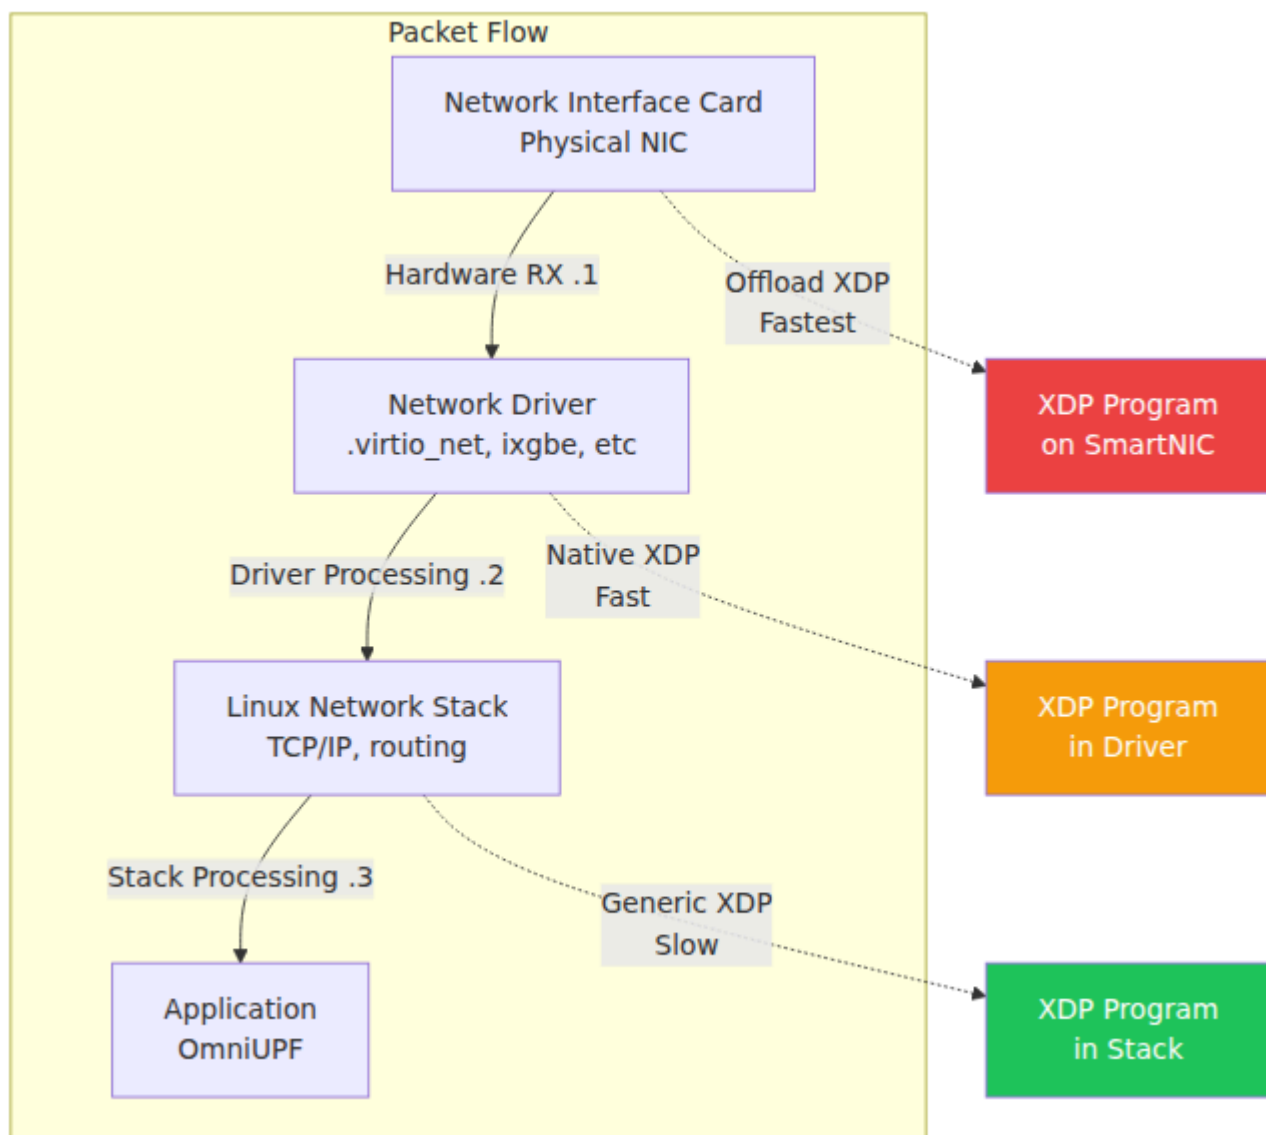 Packet Flow
Network Interface Card
Physical NIC
Hardware RX .1
Offload XDP
Fastest
Network Driver
.virtio_net, ixgbe, etc
XDP Program
on SmartNIC
Driver Processing .2
Native XDP
Fast
Linux Network Stack
TCP/IP, routing
XDP Program
in Driver
Stack Processing .3
Generic XDP
Slow
Application
OmniUPF
XDP Program
in Stack